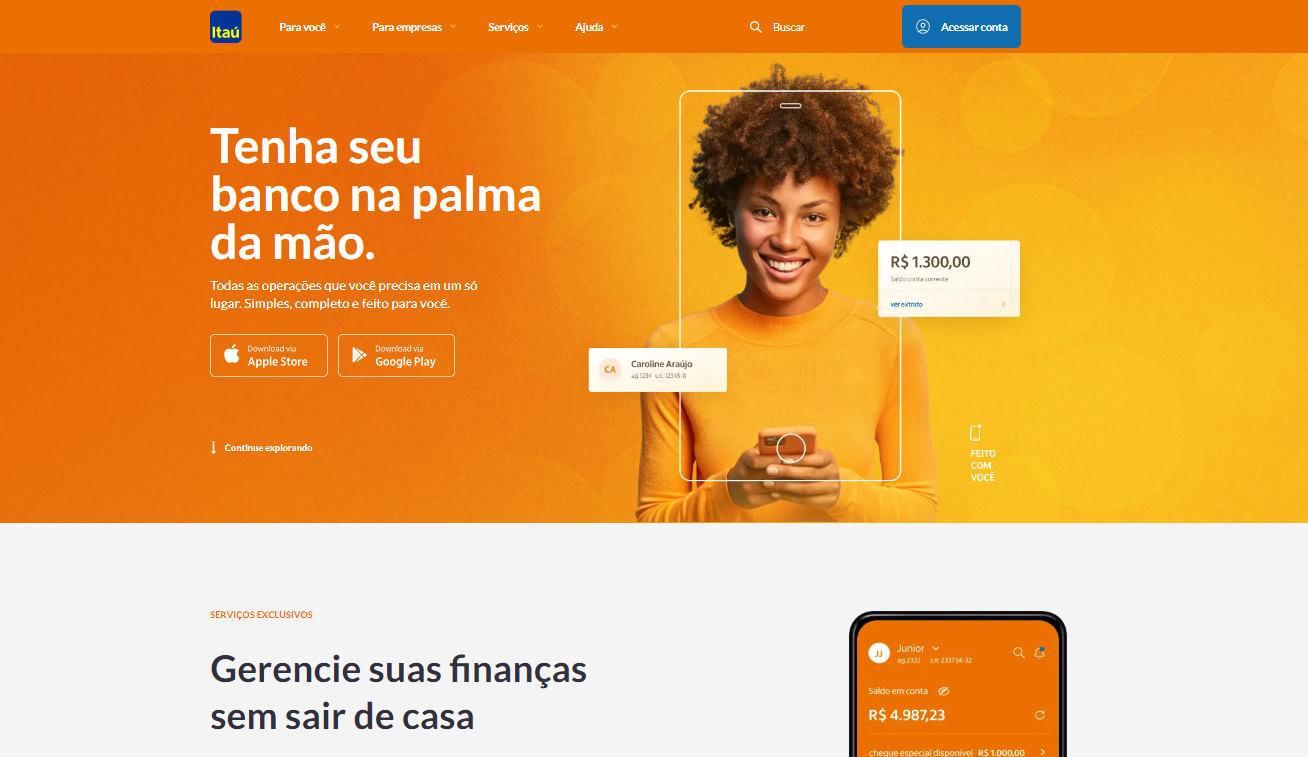 Itaú
Para você
Para empresas
Serviços
Ajuda
Buscar
Acessar conta
Tenha seu
banco na palma
da mão.
Todas as operações que você precisa em um só
lugar. Simples, completo e feito para você.
Download via
Apple Store
Download via
Google Play
Continue explorando
R$ 1.300,00
Saldo conta corrente
ver extrato
CA
Caroline Araújo
ag 1234 c/c 12345-0
FEITO
COM
VOCÊ
SERVIÇOS EXCLUSIVOS
Gerencie suas finanças
sem sair de casa
JJ
Junior
ag 2332 c/c 233734-32
Saldo em conta
R$ 4.987,23
cheque especial disponível R$ 1.000,00